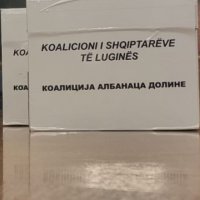 KOALICIONI I SHQIPTARËVE
TË LUGINËS
КОАЛИЦИЈА АЛБАНАЦА ДОЛИНЕ